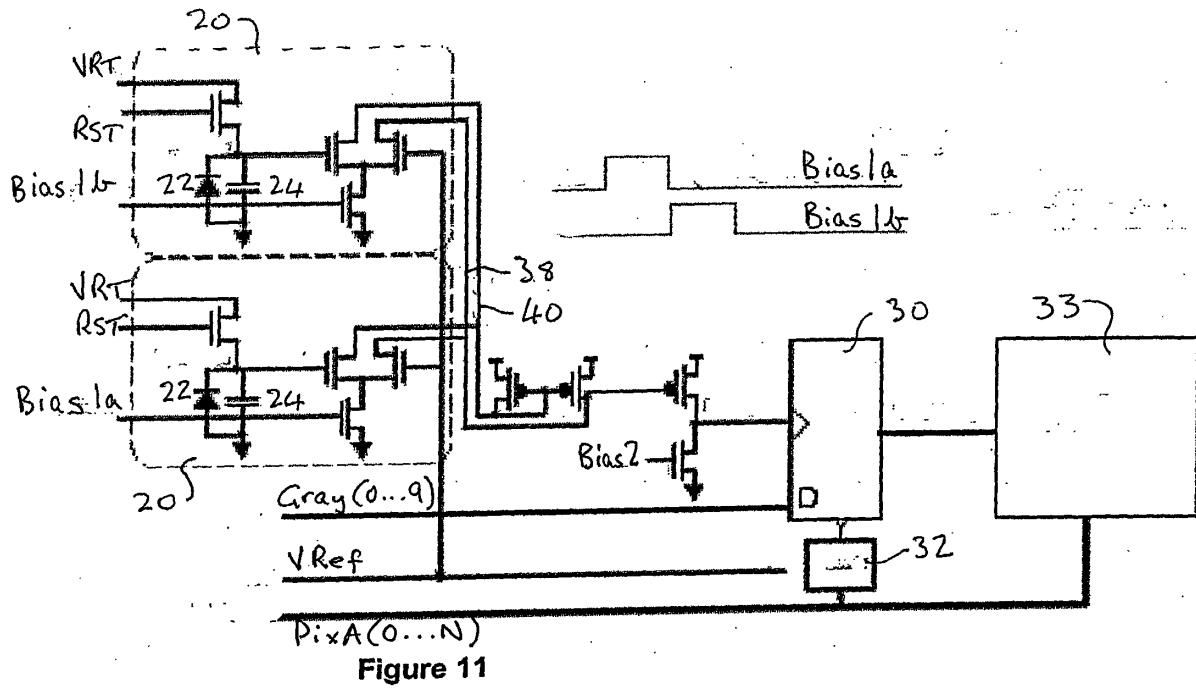 20
VRT
RST
Bias1b
22
24
Bias1a
Bias1b
38
40
VRT
RST
Bias1a
22
24
20
30
33
Bias2
D
Gray(0...9)
VRef
32
PixA(0...N)
Figure 11